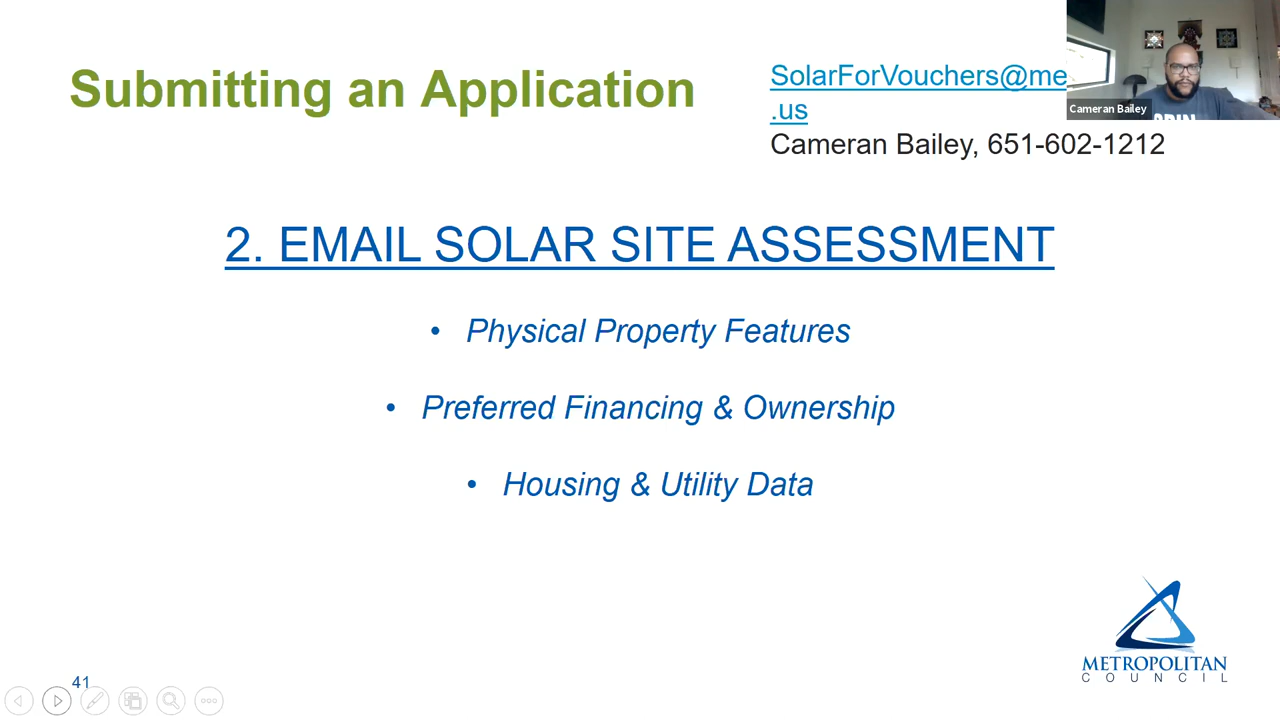 Submitting an Application
SolarForVouchers@me
.us
Cameran Bailey, 651-602-1212
Cameran Bailey
2. EMAIL SOLAR SITE ASSESSMENT
• Physical Property Features
• Preferred Financing & Ownership
• Housing & Utility Data
METROPOLITAN
COUNCIL
41